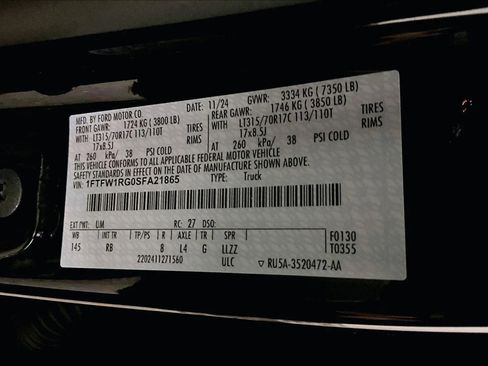 MFD. BY FORD MOTOR CO. DATE: 11/24 GVWR: 3334 KG ( 7350 LB)
FRONT GAWR: 1724 KG ( 3800 LB) REAR GAWR: 1746 KG ( 3850 LB)
WITH LT315/70R17C 113/110T TIRES WITH LT315/70R17C 113/110T TIRES
17x8.5J RIMS 17x8.5J RIMS
AT 260 kPa/ 38 PSI COLD AT 260 kPa/ 38 PSI COLD
THIS VEHICLE CONFORMS TO ALL APPLICABLE FEDERAL MOTOR VEHICLE
SAFETY STANDARDS IN EFFECT ON THE DATE OF MANUFACTURE SHOWN ABOVE.
VIN: 1FTFW1RG0SFA21865 TYPE: Truck
EXT PNT: UM RC: 27 DSO: F0130
WB INT TR TP/PS R AXLE TR SPR T0355
145 RB 8 L4 G LLZZ
2202411271560 ULC RU5A-3520472-AA